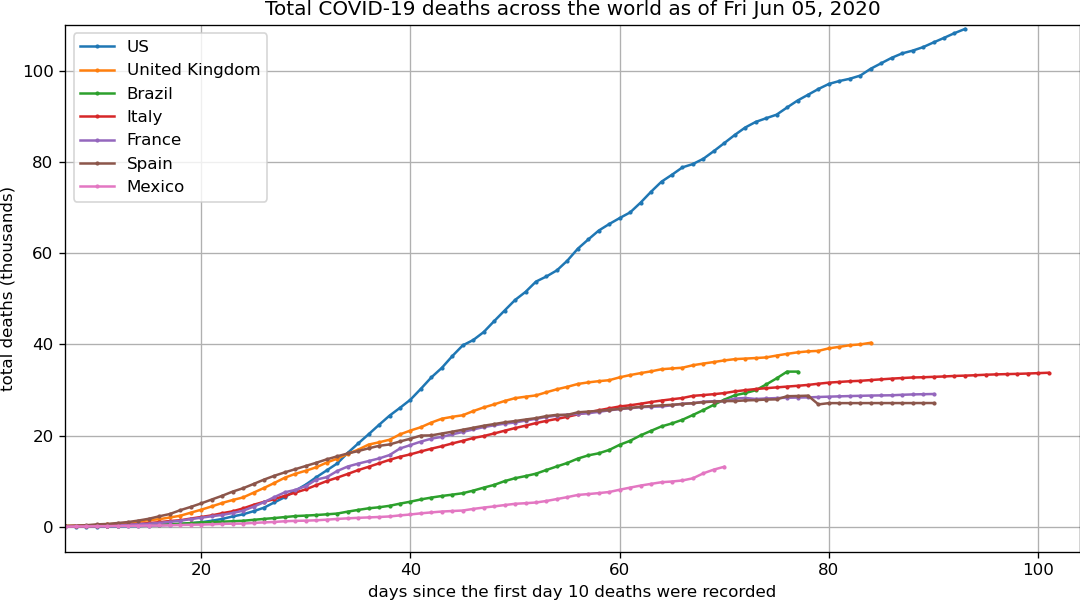 Total COVID-19 deaths across the world as of Fri Jun 05, 2020
US
United Kingdom
Brazil
Italy
France
Spain
Mexico
total deaths (thousands)
100
80
60
40
20
0
20 40 60 80 100
days since the first day 10 deaths were recorded